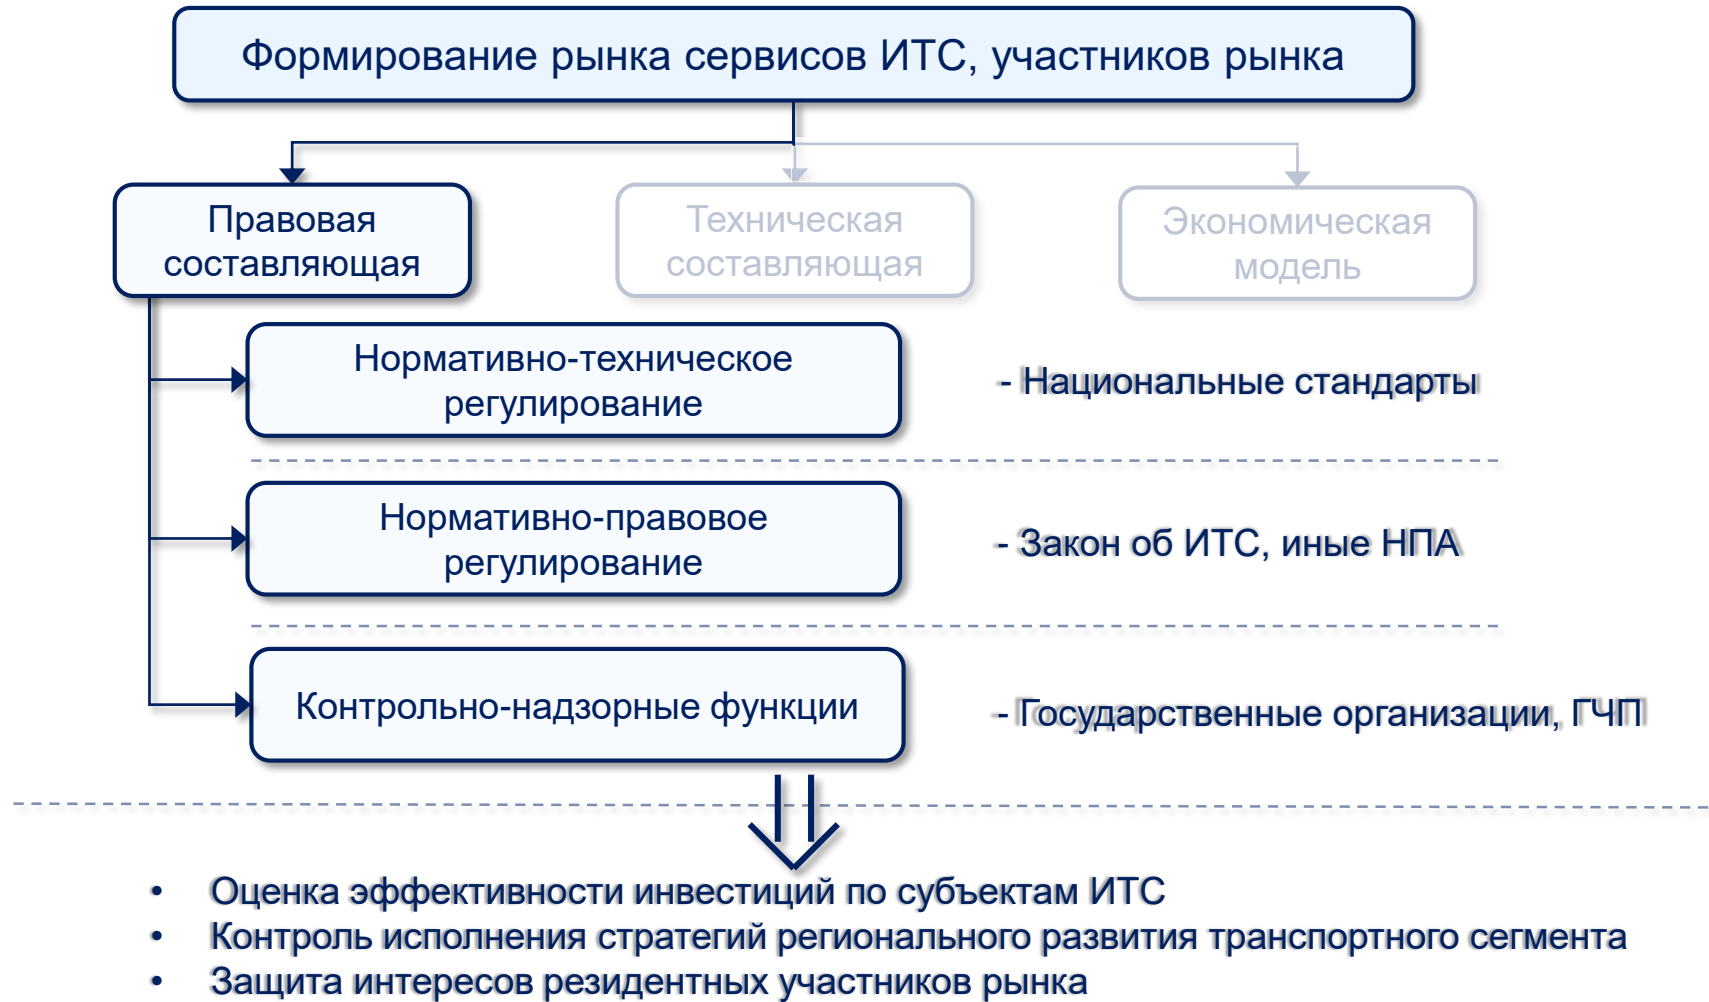 Формирование рынка сервисов ИТС, участников рынка
Правовая
составляющая
Техническая
составляющая
Экономическая
модель
Нормативно-техническое
регулирование
- Национальные стандарты
Нормативно-правовое
регулирование
- Закон об ИТС, иные НПА
Контрольно-надзорные функции
- Государственные организации, ГЧП
• Оценка эффективности инвестиций по субъектам ИТС
• Контроль исполнения стратегий регионального развития транспортного сегмента
• Защита интересов резидентных участников рынка